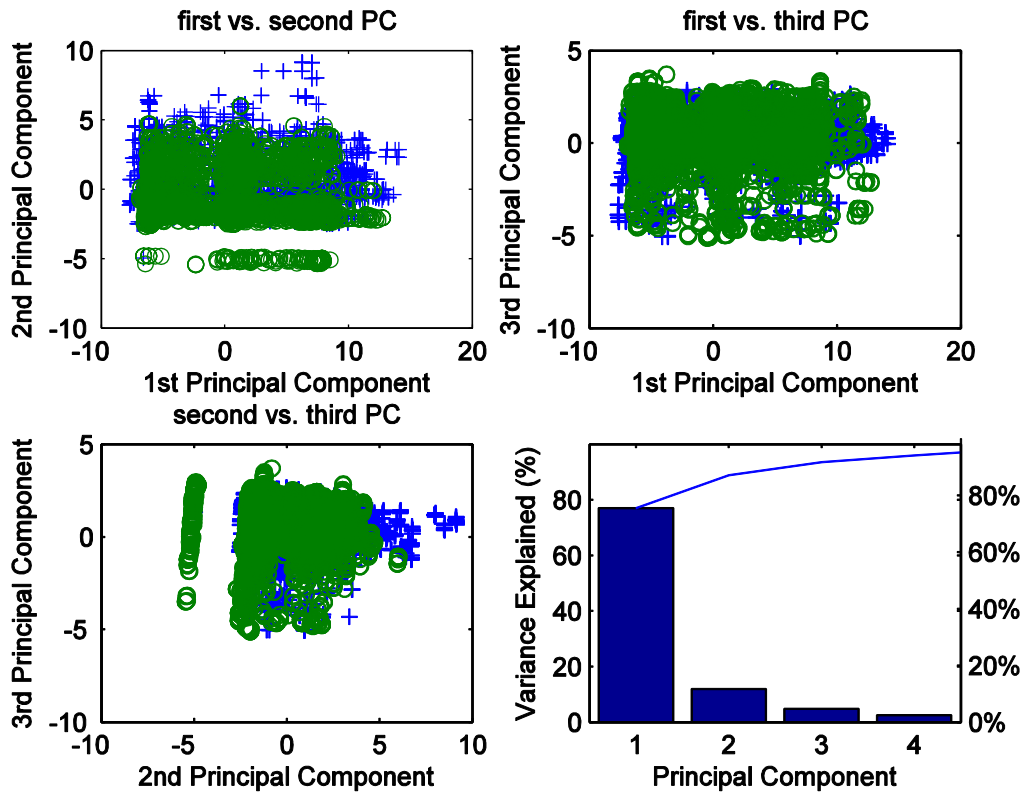 first vs. second PC
10
5
0
-5
-10
-10 0 10 20
2nd Principal Component
1st Principal Component
first vs. third PC
5
0
-5
-10
-10 0 10 20
3rd Principal Component
1st Principal Component
second vs. third PC
5
0
-5
-10
-10 -5 0 5 10
3rd Principal Component
2nd Principal Component
80
60
40
20
0
Variance Explained (%)
80%
60%
40%
20%
0%
1 2 3 4
Principal Component